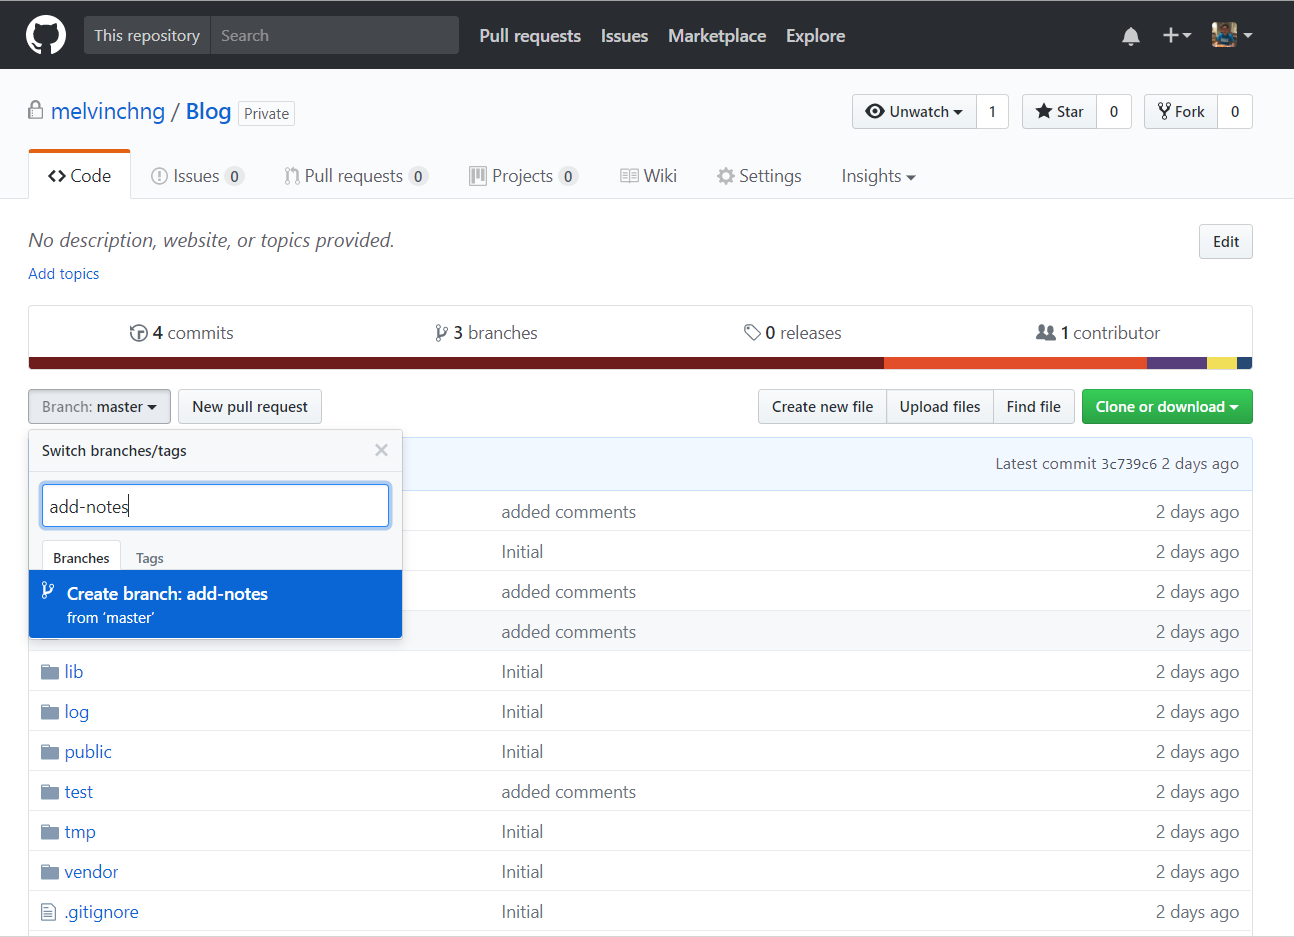 This repository Search Pull requests Issues Marketplace Explore
melvinchng / Blog Private Unwatch 1 Star 0 Fork 0
Code Issues 0 Pull requests 0 Projects 0 Wiki Settings Insights
No description, website, or topics provided. Edit
Add topics
4 commits 3 branches 0 releases 1 contributor
Branch: master New pull request Create new file Upload files Find file Clone or download
Switch branches/tags
Latest commit 3c739c6 2 days ago
add-notes
added comments 2 days ago
Initial 2 days ago
Branches Tags
Create branch: add-notes
added comments 2 days ago
from ‘master’
added comments 2 days ago
lib Initial 2 days ago
log Initial 2 days ago
public Initial 2 days ago
test added comments 2 days ago
tmp Initial 2 days ago
vendor Initial 2 days ago
.gitignore Initial 2 days ago